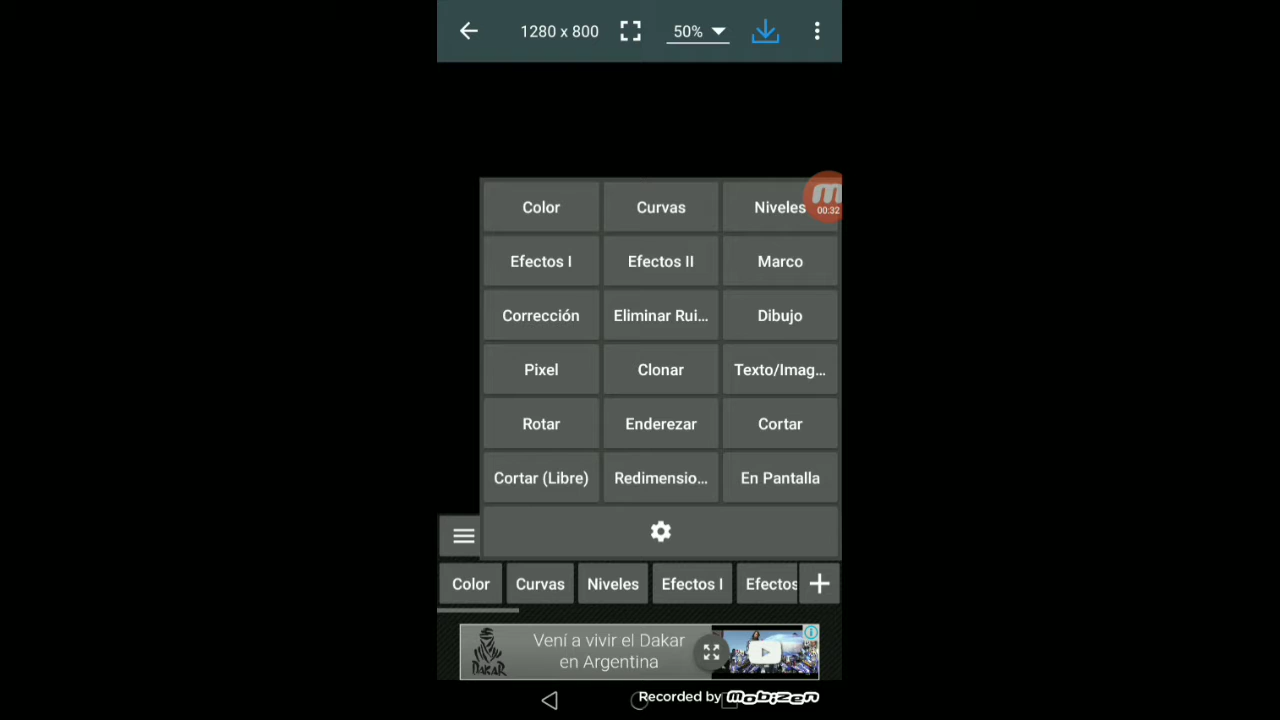 1280 x 800
50%
00:32
Color
Curvas
Niveles
Efectos I
Efectos II
Marco
Corrección
Eliminar Rui...
Dibujo
Pixel
Clonar
Texto/Imag...
Rotar
Enderezar
Cortar
Cortar (Libre)
Redimensio...
En Pantalla
Color
Curvas
Niveles
Efectos I
Efectos
Vení a vivir el Dakar
en Argentina
DAKAR
Recorded by mobizen